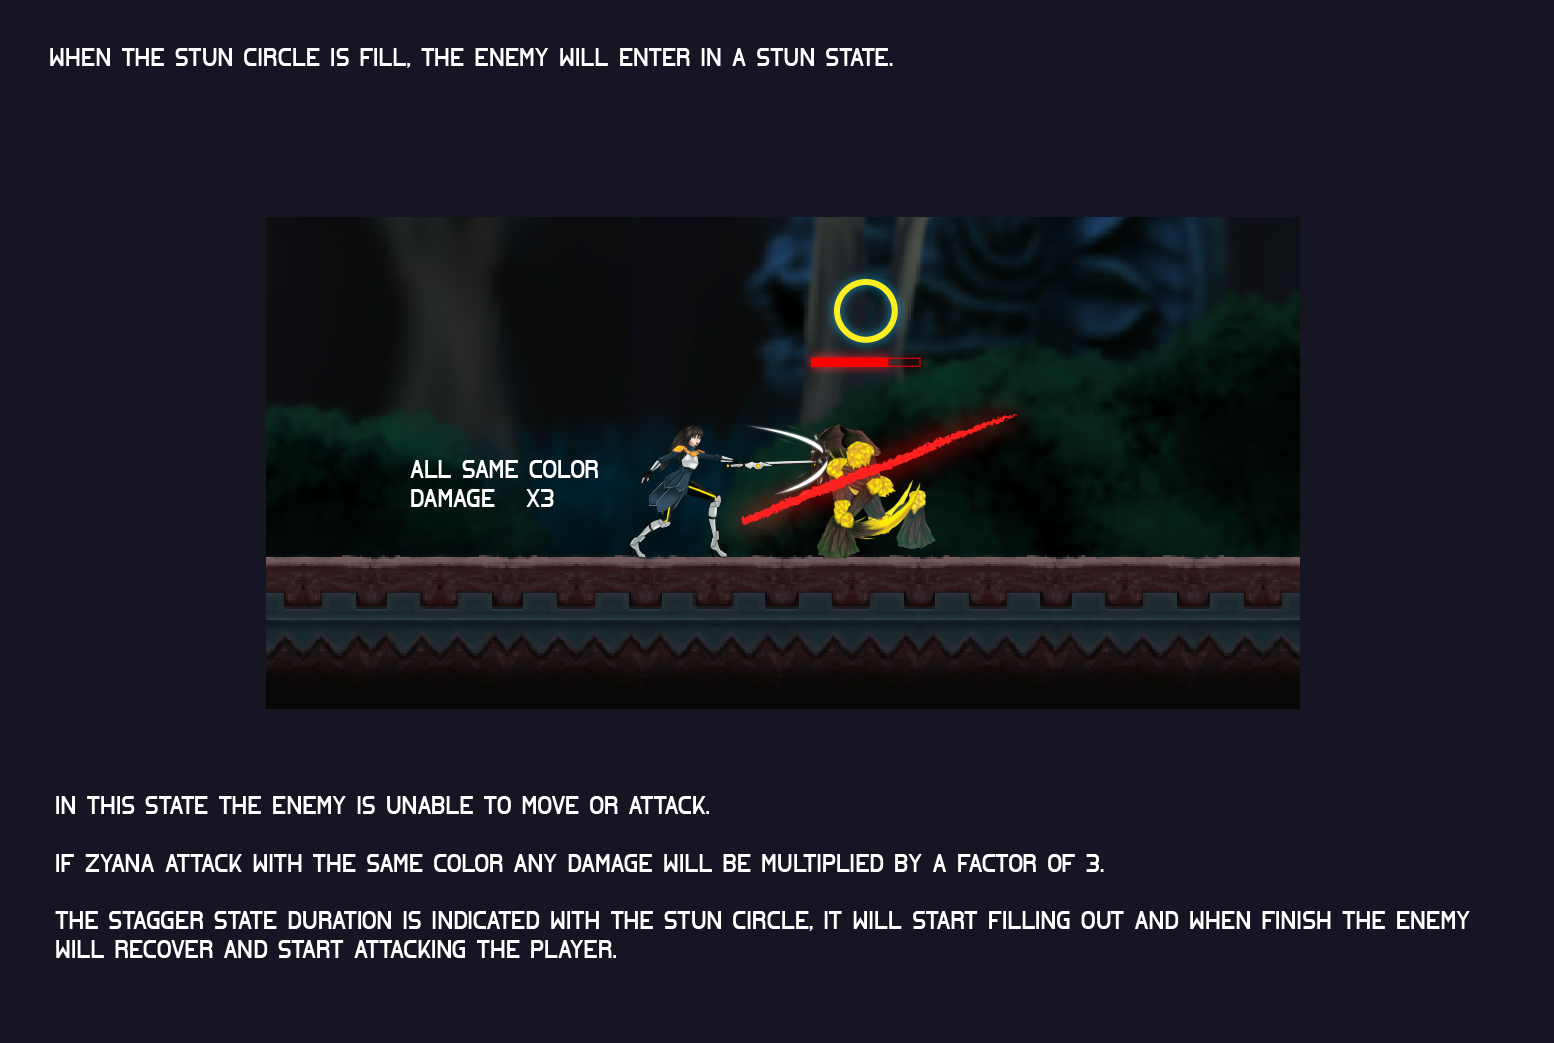 WHEN THE STUN CIRCLE IS FILL, THE ENEMY WILL ENTER IN A STUN STATE.
ALL SAME COLOR
DAMAGE X3
IN THIS STATE THE ENEMY IS UNABLE TO MOVE OR ATTACK.
IF ZYANA ATTACK WITH THE SAME COLOR ANY DAMAGE WILL BE MULTIPLIED BY A FACTOR OF 3.
THE STAGGER STATE DURATION IS INDICATED WITH THE STUN CIRCLE, IT WILL START FILLING OUT AND WHEN FINISH THE ENEMY
WILL RECOVER AND START ATTACKING THE PLAYER.